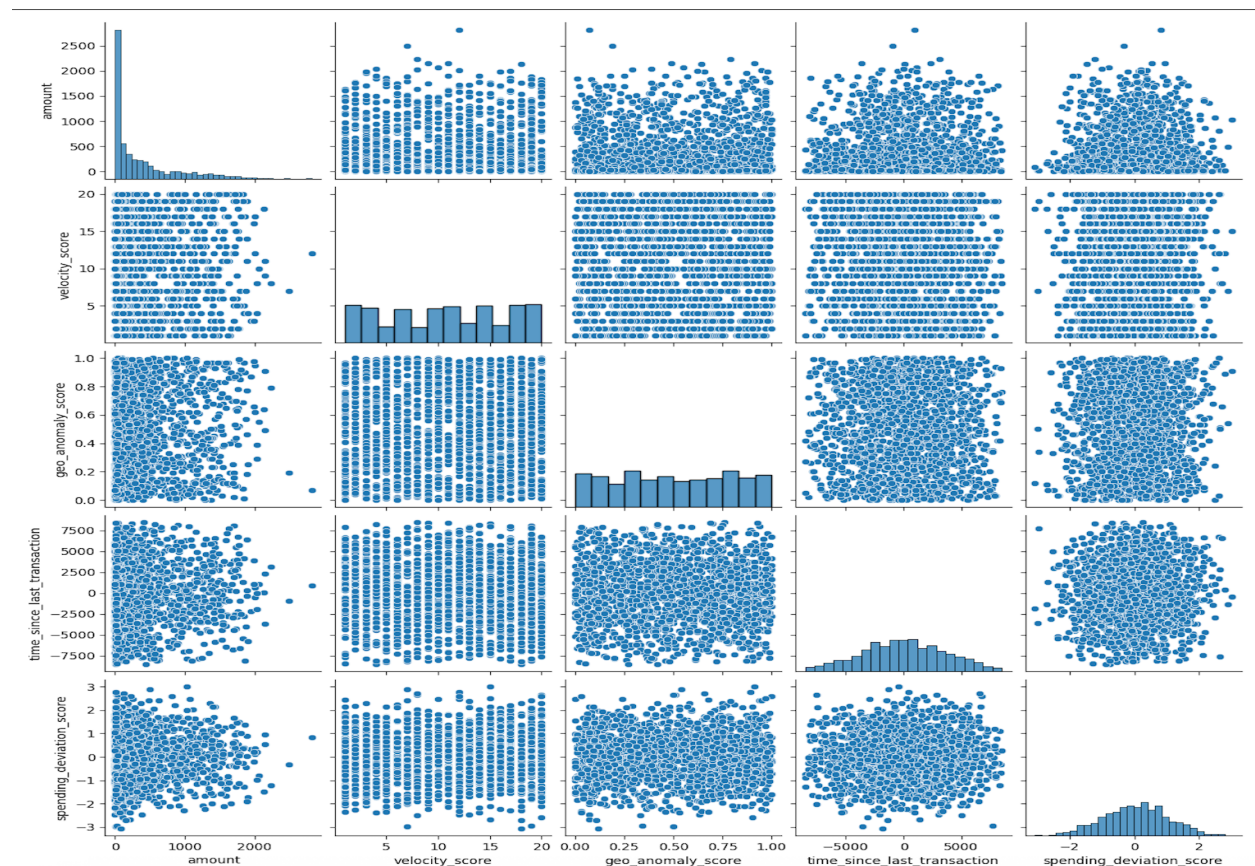 2500
2000
1500
1000
500
0
amount
20
15
10
5
velocity_score
1.0
0.8
0.6
0.4
0.2
0.0
geo_anomaly_score
7500
5000
2500
0
−2500
−5000
−7500
time_since_last_transaction
3
2
1
0
−1
−2
−3
spending_deviation_score
0 1000 2000
amount
5 10 15 20
velocity_score
0.00 0.25 0.50 0.75 1.00
geo_anomaly_score
−5000 0 5000
time_since_last_transaction
−2 0 2
spending_deviation_score